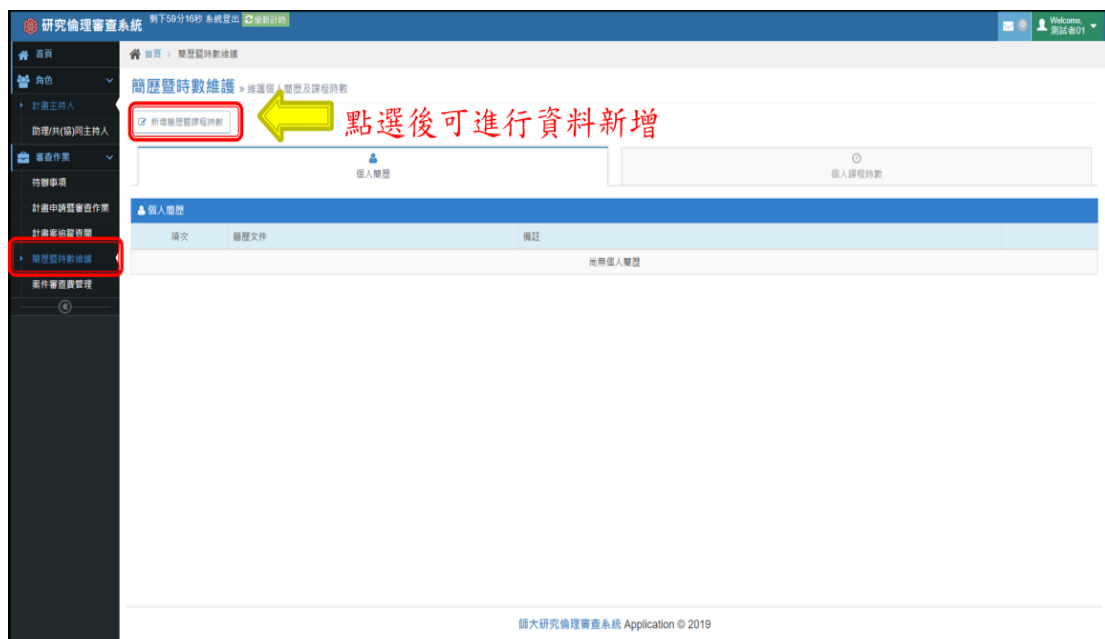 研究倫理審查系統 剩下59分16秒 系統登出 重新計時
0
Welcome,
測試者01
首頁
角色
計畫主持人
助理/共(協)同主持人
審查作業
待辦事項
計畫申請暨審查作業
計畫案追蹤查閱
簡歷暨時數維護
案件審查費管理
首頁 > 簡歷暨時數維護
簡歷暨時數維護 » 維護個人簡歷及課程時數
新增簡歷暨課程時數
點選後可進行資料新增
個人簡歷
個人課程時數
個人簡歷
項次 簡歷文件 備註
尚無個人簡歷
師大研究倫理審查系統 Application © 2019